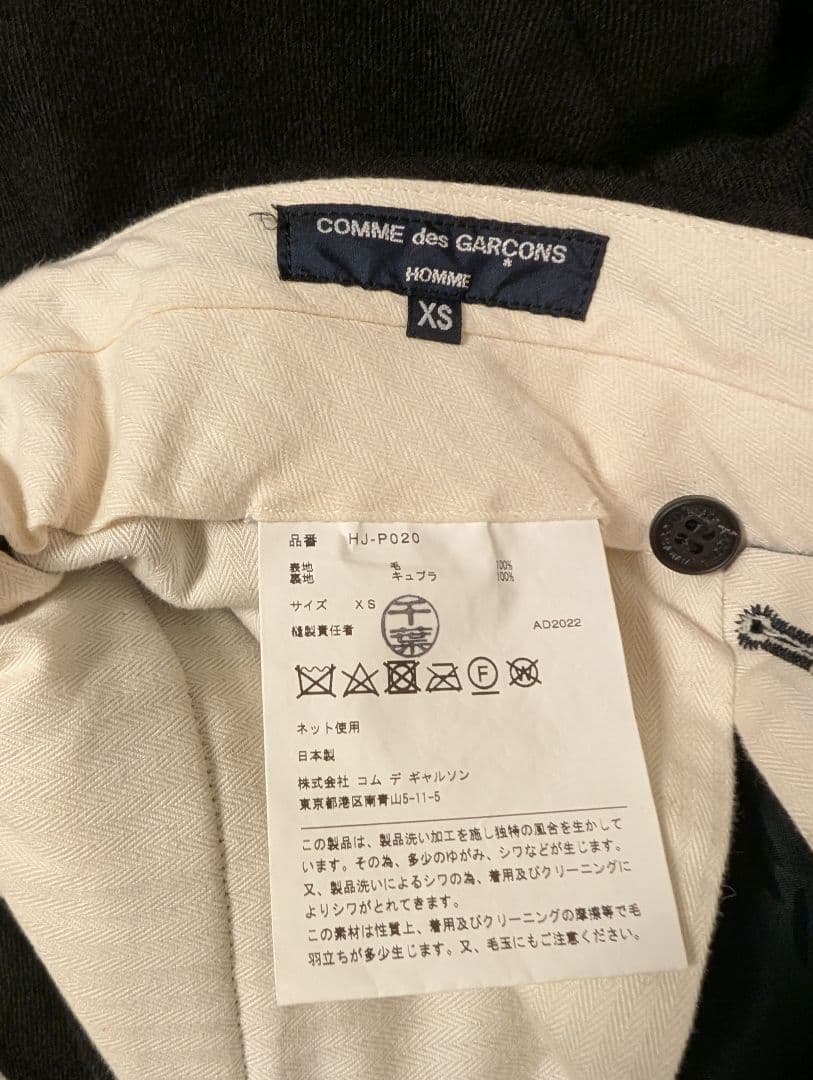 COMME des GARÇONS
HOMME
XS
品番 HJ-P020
表地 毛 100%
裏地 キュプラ 100%
サイズ XS
縫製責任者 千葉 AD2022
F W
ネット使用
日本製
株式会社 コム デ ギャルソン
東京都港区南青山5-11-5
この製品は、製品洗い加工を施し独特の風合を生かして
います。その為、多少のゆがみ、シワなどが生じます。
又、製品洗いによるシワの為、着用及びクリーニングに
よりシワがとれてきます。
この素材は性質上、着用及びクリーニングの摩擦等で毛
羽立ちが多少生じます。又、毛玉にもご注意ください。